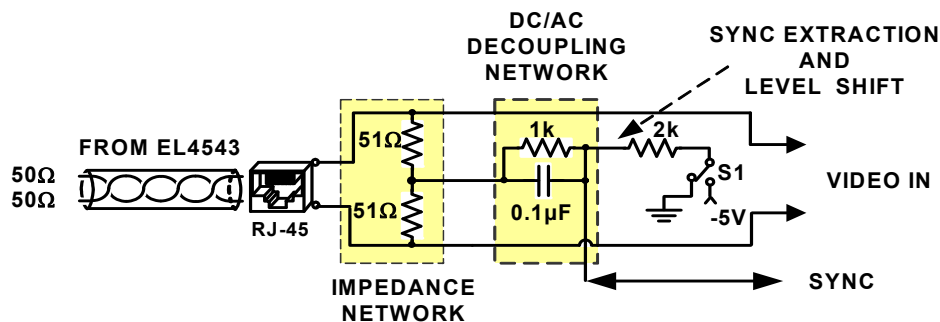 DC/AC
DECOUPLING
NETWORK
SYNC EXTRACTION
AND
LEVEL SHIFT
FROM EL4543
50Ω
50Ω
RJ-45
51Ω
51Ω
1k
0.1µF
2k
S1
-5V
VIDEO IN
IMPEDANCE
NETWORK
SYNC